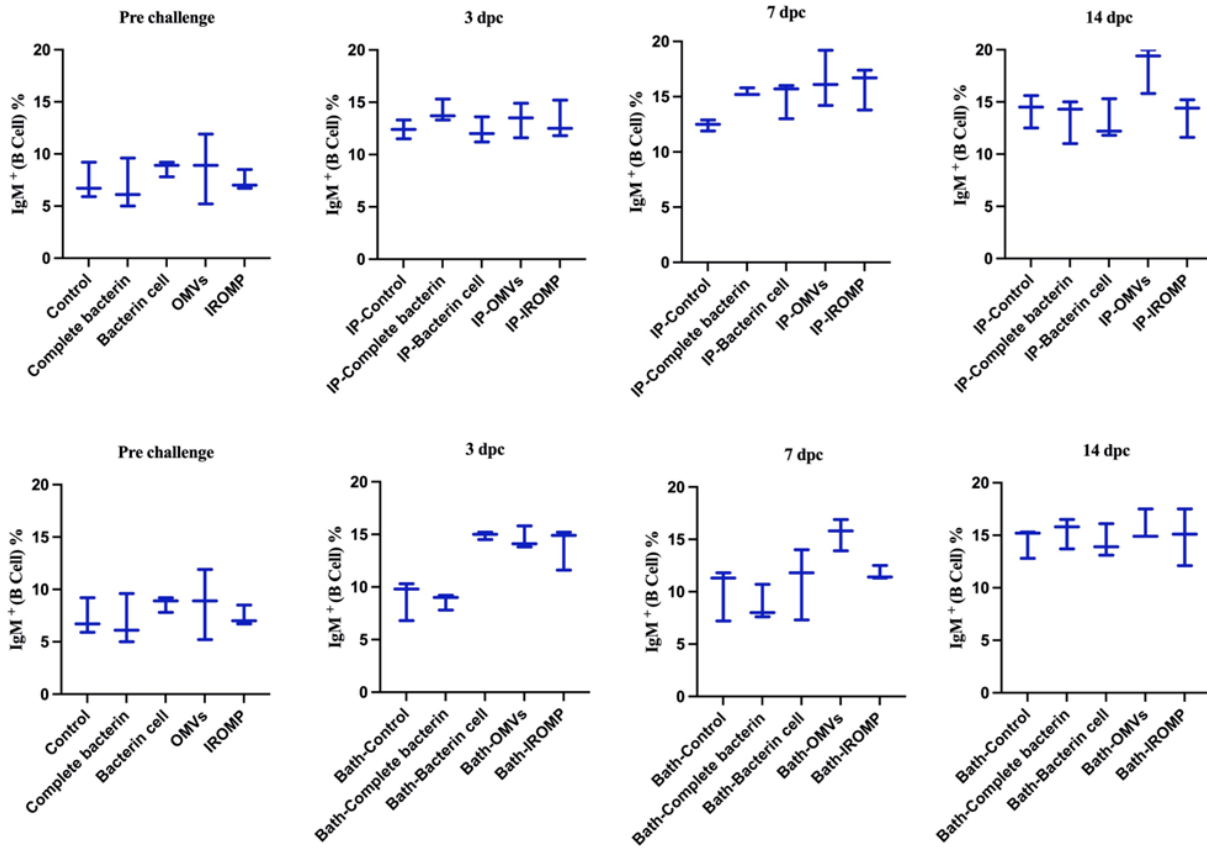 Pre challenge
IgM + (B Cell) %
20
15
10
5
0
Control
Complete bacterin
Bacterin cell
OMVs
IROMP
3 dpc
IgM + (B Cell) %
20
15
10
5
0
IP-Control
IP-Complete bacterin
IP-Bacterin cell
IP-OMVs
IP-IROMP
7 dpc
IgM + (B Cell) %
20
15
10
5
0
IP-Control
IP-Complete bacterin
IP-Bacterin cell
IP-OMVs
IP-IROMP
14 dpc
IgM + (B Cell) %
20
15
10
5
0
IP-Control
IP-Complete bacterin
IP-Bacterin cell
IP-OMVs
IP-IROMP
Pre challenge
IgM + (B Cell) %
20
15
10
5
0
Control
Complete bacterin
Bacterin cell
OMVs
IROMP
3 dpc
IgM + (B Cell) %
20
15
10
5
0
Bath-Control
Bath-Complete bacterin
Bath-Bacterin cell
Bath-OMVs
Bath-IROMP
7 dpc
IgM + (B Cell) %
20
15
10
5
0
Bath-Control
Bath-Complete bacterin
Bath-Bacterin cell
Bath-OMVs
Bath-IROMP
14 dpc
IgM + (B Cell) %
20
15
10
5
0
Bath-Control
Bath-Complete bacterin
Bath-Bacterin cell
Bath-OMVs
Bath-IROMP